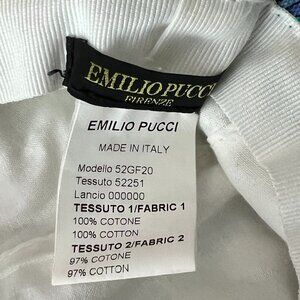 EMILIO PUCCI
FIRENZE
EMILIO PUCCI
MADE IN ITALY
Modello 52GF20
Tessuto 52251
Lancio 000000
TESSUTO 1/FABRIC 1
100% COTONE
100% COTTON
TESSUTO 2/FABRIC 2
97% COTONE
97% COTTON